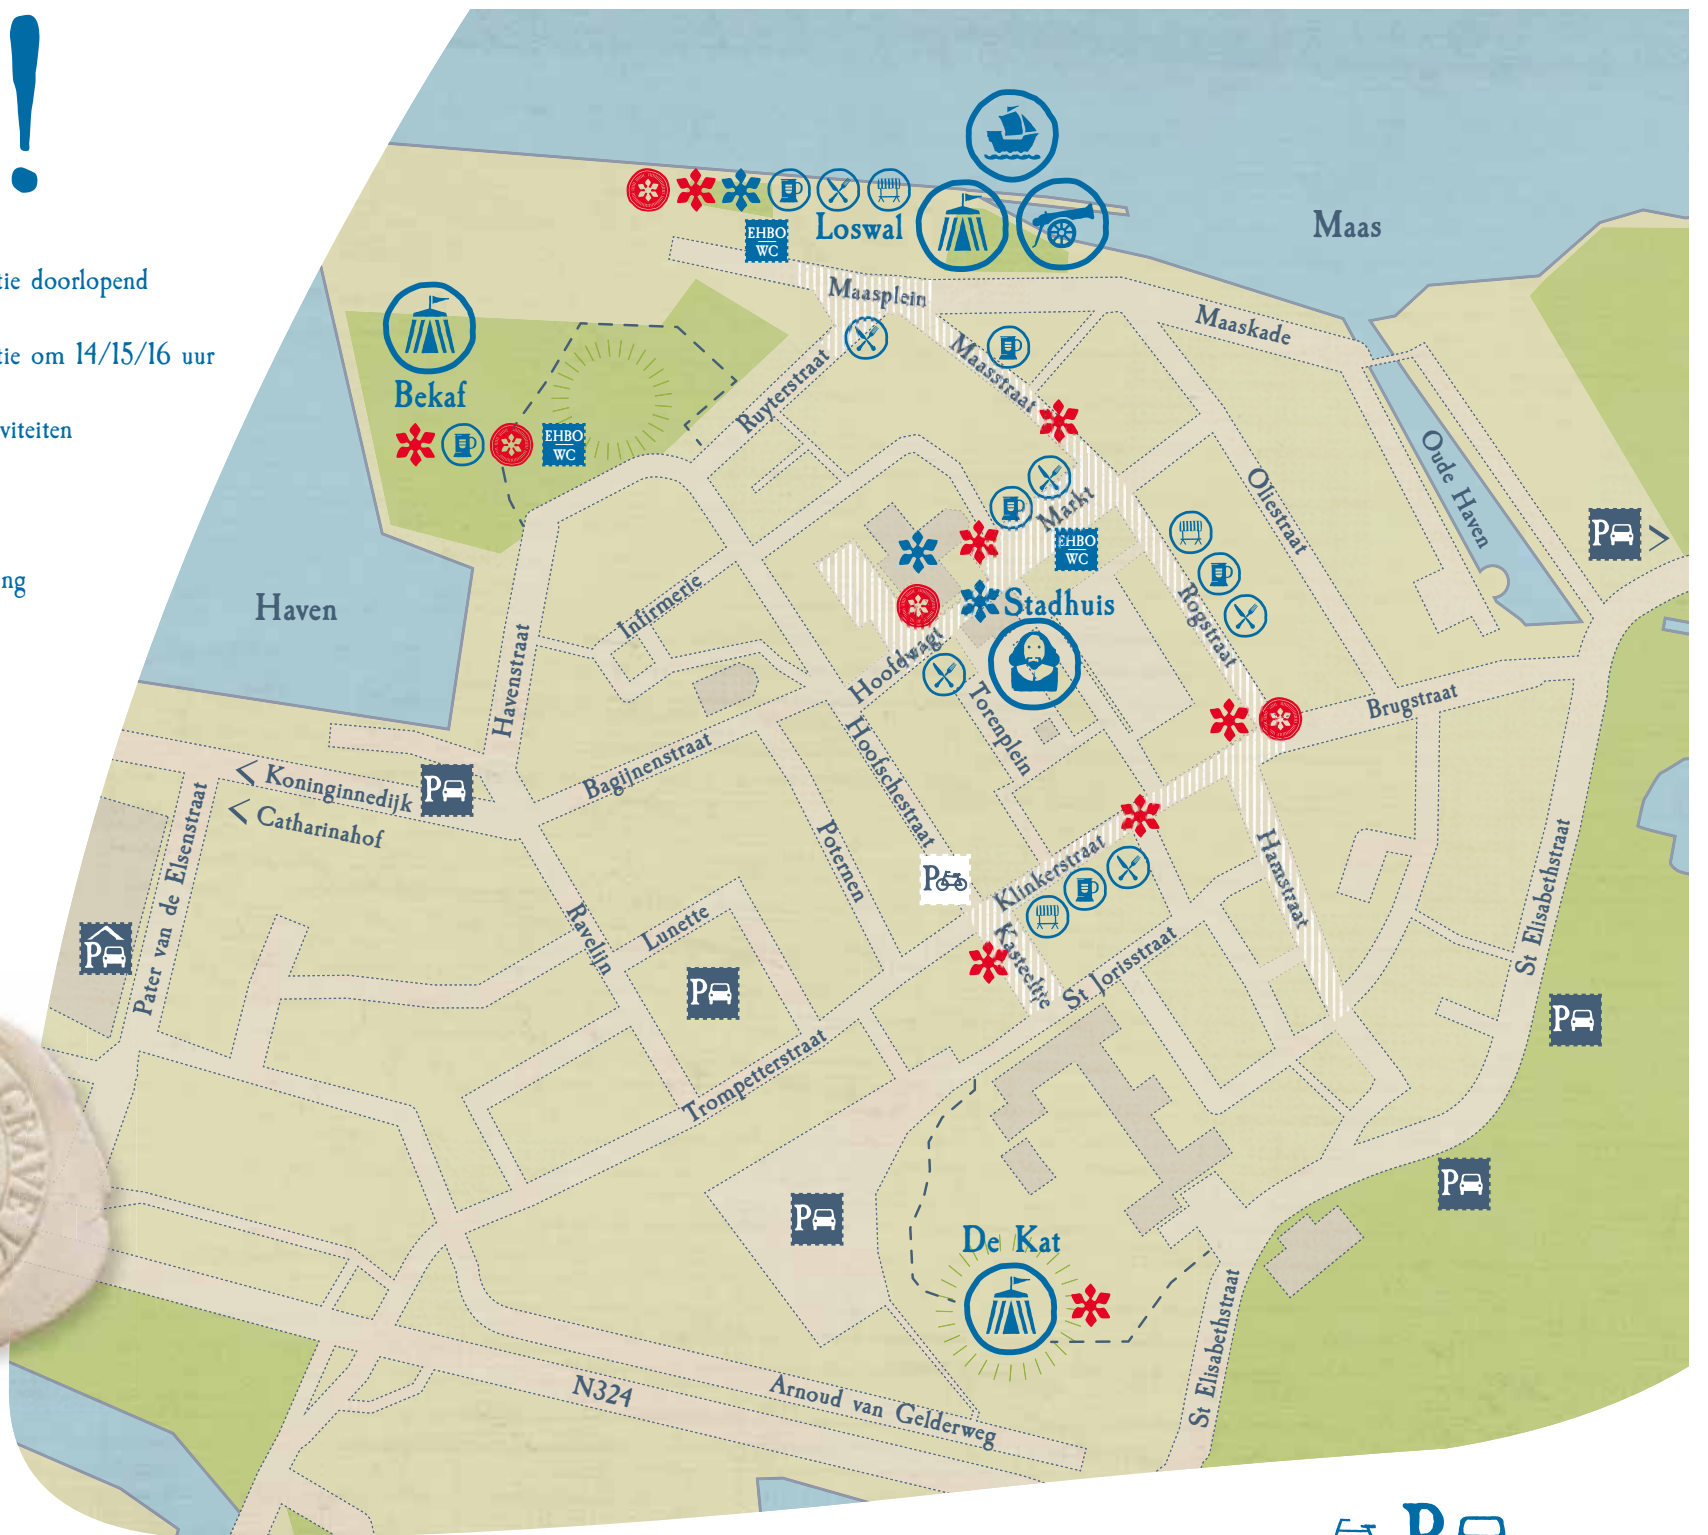 !
tie doorlopend
tie om 14/15/16 uur
viteiten
ng
Maas
Loswal
EHBO
WC
Maasplein
Maaskade
Maasstraat
Ruyterstraat
Bekaf
EHBO
WC
Oude Haven
Oliestraat
Markt
EHBO
WC
P
Stadhuis
Rogstraat
Infirmerie
Haven
Havenstraat
Hoofdwagt
Torenplein
Brugstraat
Bagijnenstraat
Hoofschestraat
< Koninginnedijk
P
< Catharinahof
Pater van de Elsenstraat
Poternen
P
Klinkerstraat
Hamstraat
St Elisabethstraat
Ravelijn
Lunette
Kasteeltje
St Jorisstraat
P
P
P
Trompetterstraat
GRAVE
P
P
De Kat
St Elisabethstraat
N324
Arnoud van Gelderweg
P